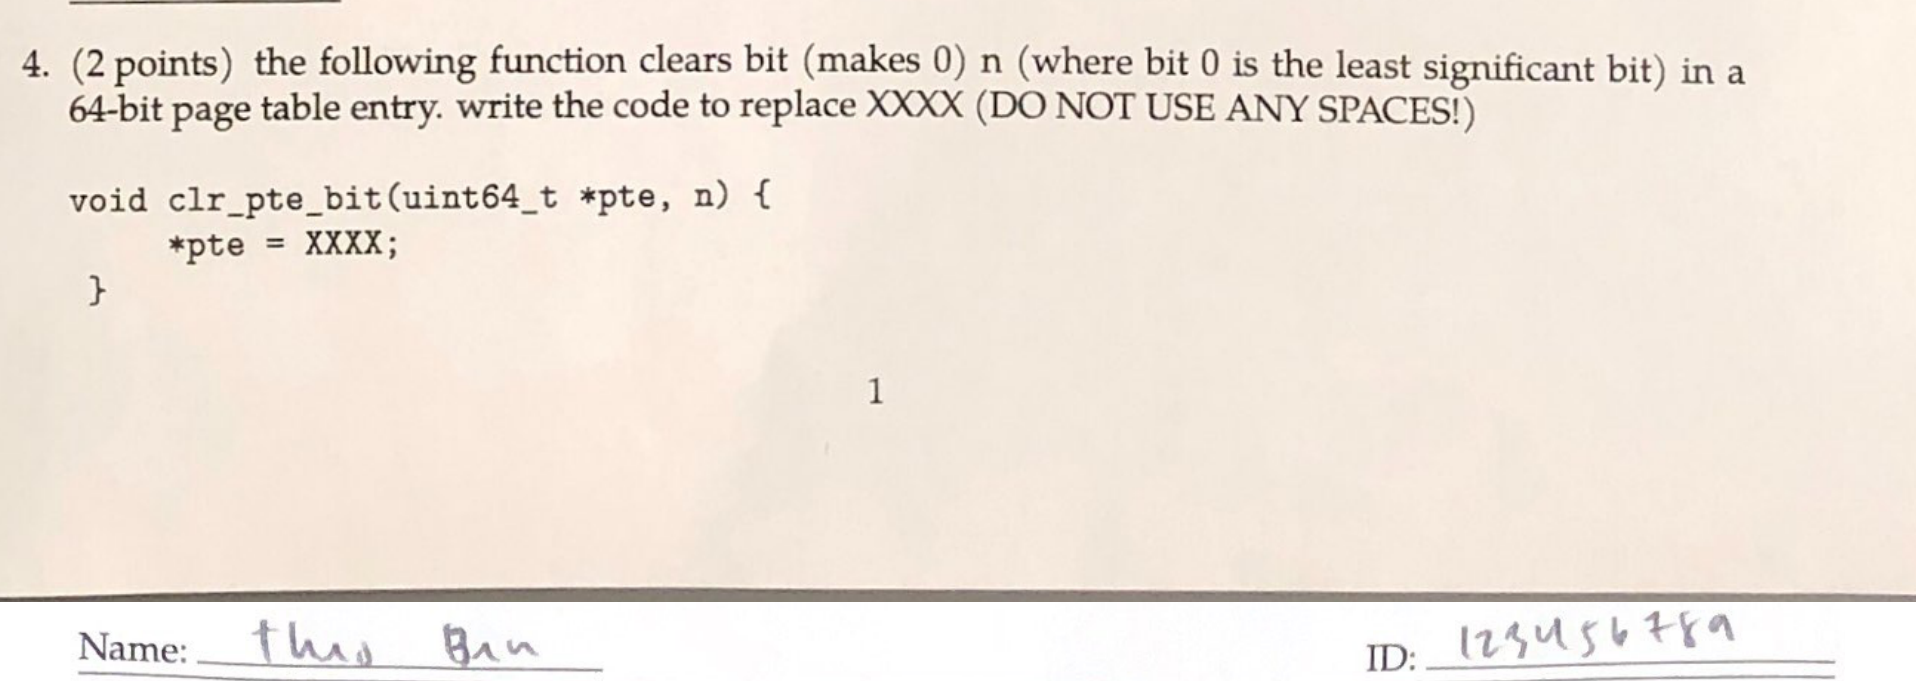 4. (2 points) the following function clears bit (makes 0) n (where bit 0 is the least significant bit) in a
64-bit page table entry. write the code to replace XXXX (DO NOT USE ANY SPACES!)
void clr_pte_bit(uint64_t *pte, n) {
*pte = XXXX;
}
1
Name: ID: 123456789